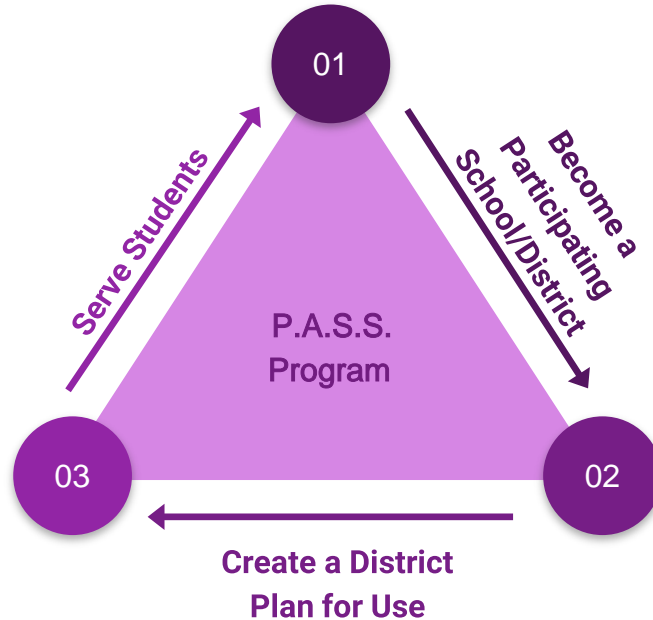 01
Become a
Participating
School/District
P.A.S.S.
Program
02
Create a District
Plan for Use
03
Serve Students